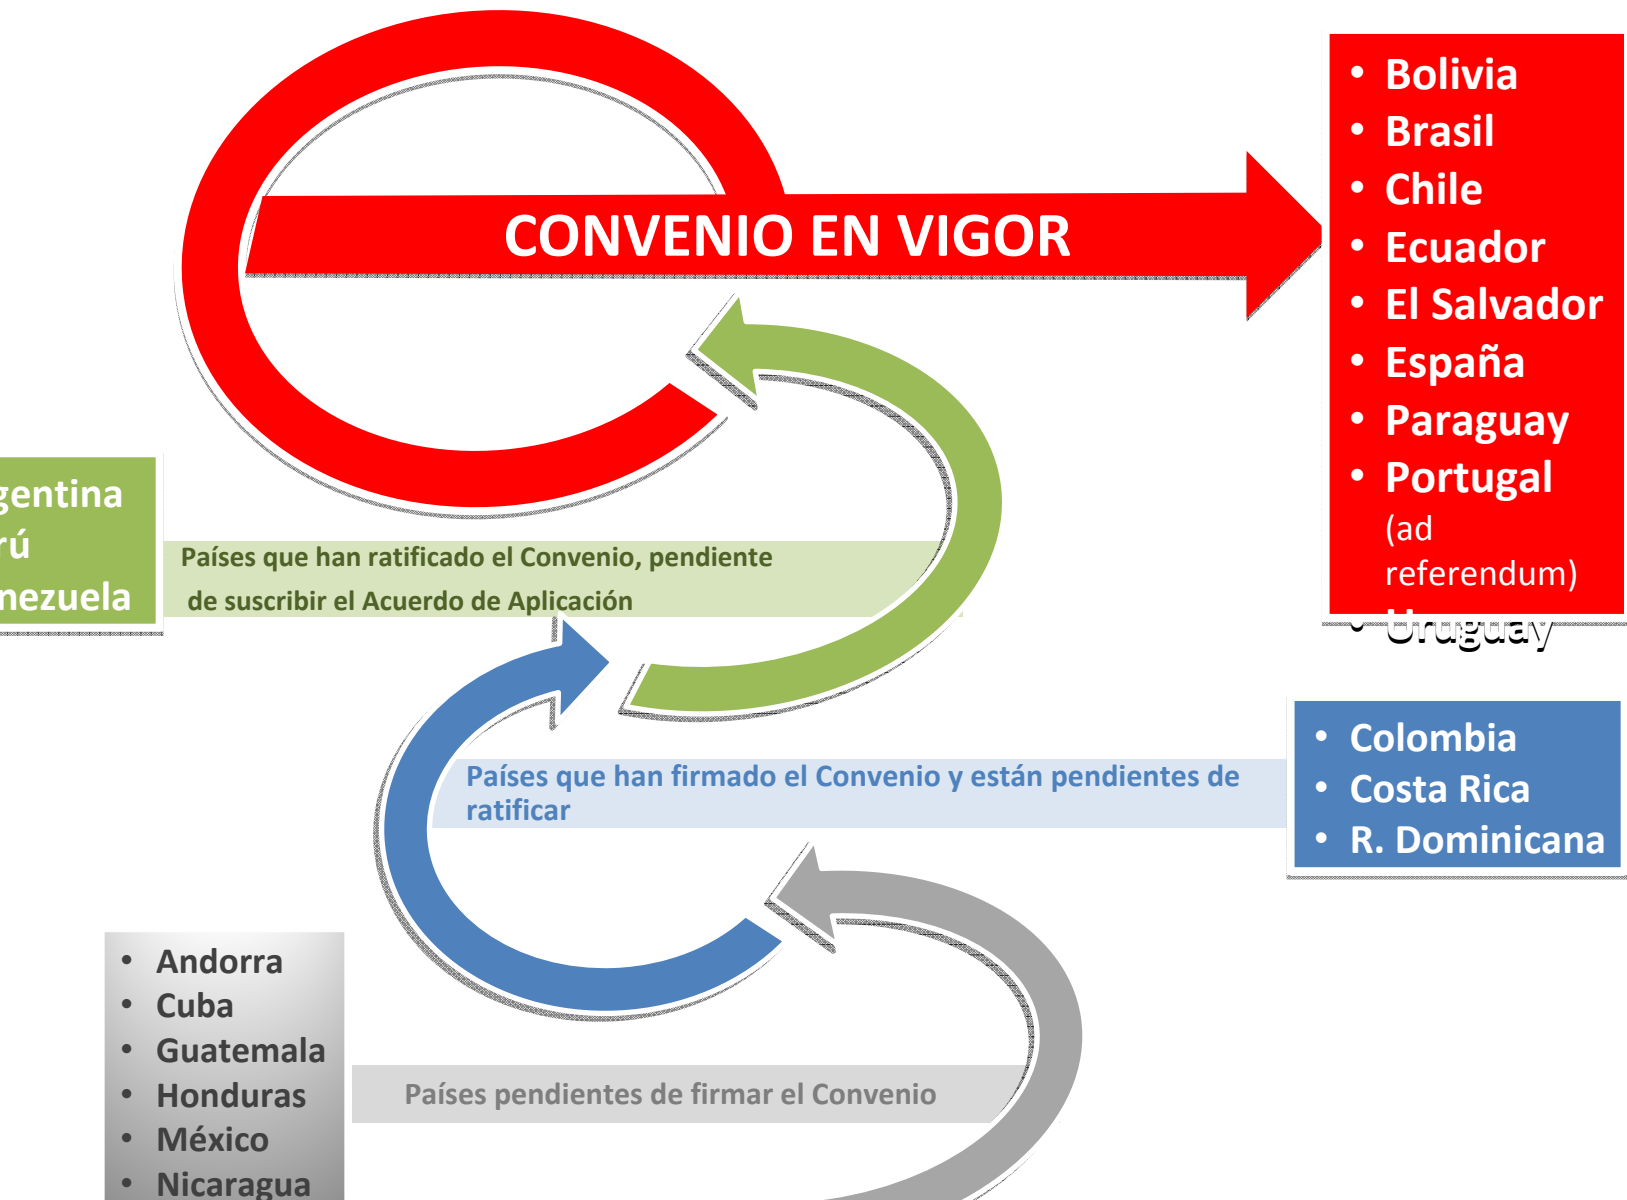 CONVENIO EN VIGOR
• Bolivia
• Brasil
• Chile
• Ecuador
• El Salvador
• España
• Paraguay
• Portugal
(ad
referendum)
• Uruguay
gentina
rú
nezuela
Países que han ratificado el Convenio, pendiente
de suscribir el Acuerdo de Aplicación
Países que han firmado el Convenio y están pendientes de
ratificar
• Colombia
• Costa Rica
• R. Dominicana
• Andorra
• Cuba
• Guatemala
• Honduras
• México
• Nicaragua
Países pendientes de firmar el Convenio